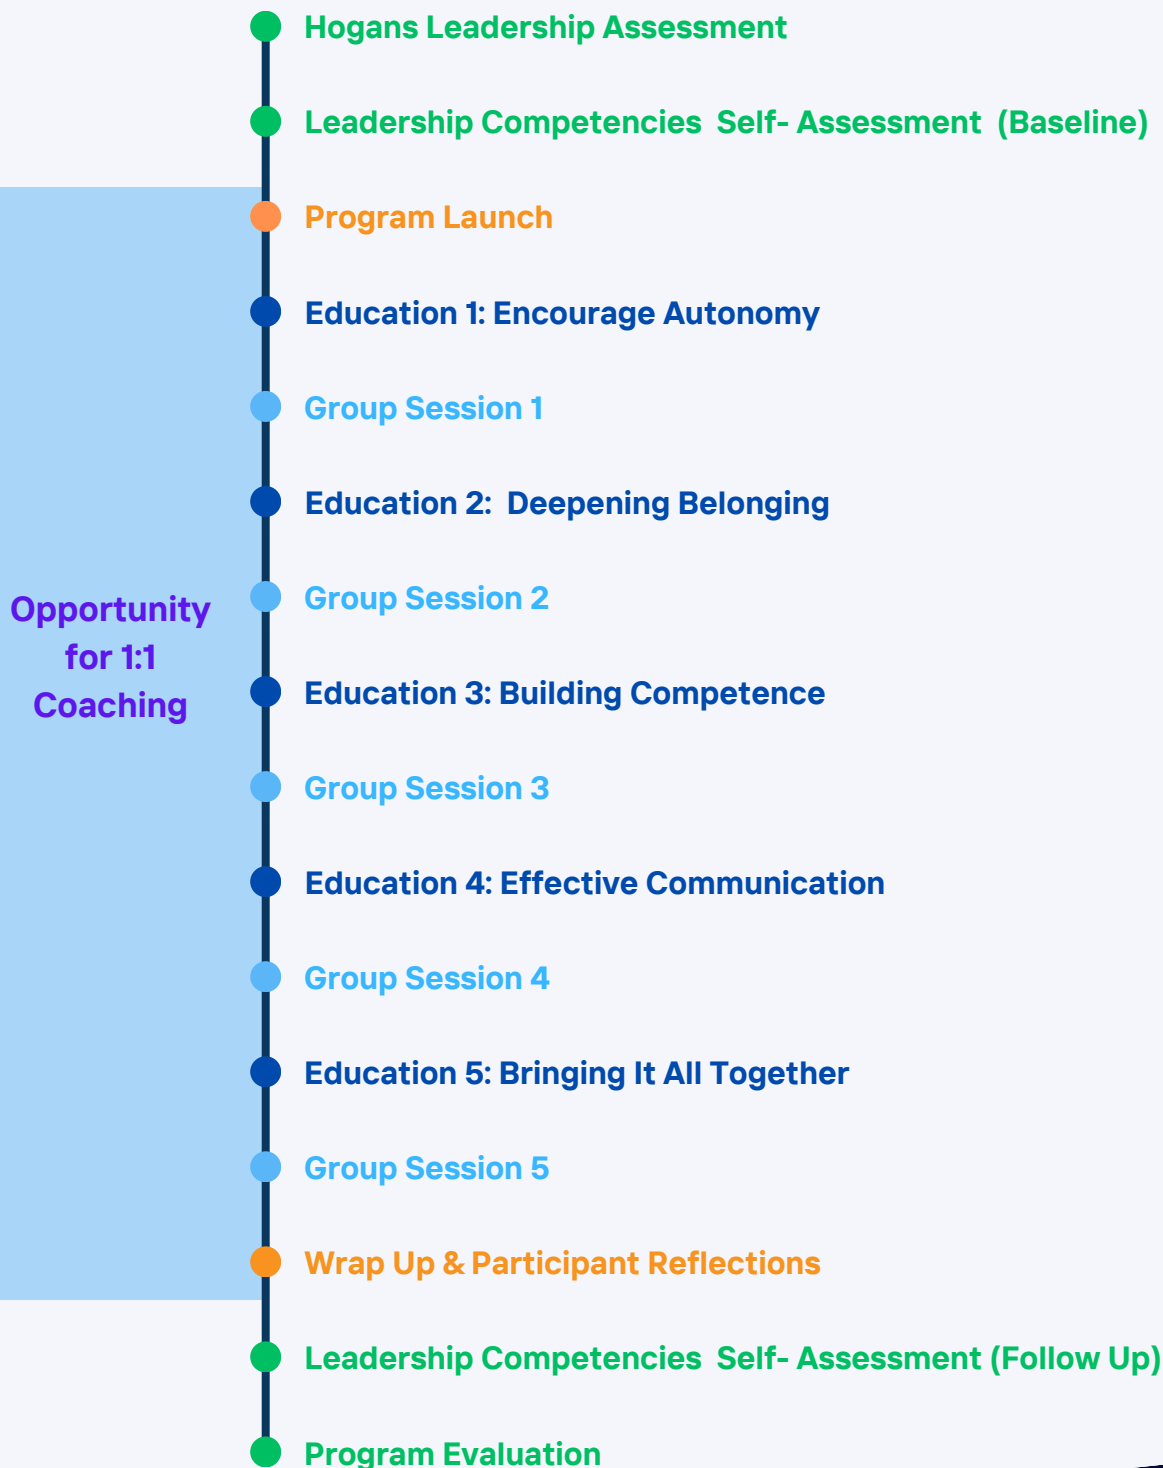 Hogans Leadership Assessment
Leadership Competencies Self- Assessment (Baseline)
Program Launch
Education 1: Encourage Autonomy
Group Session 1
Education 2: Deepening Belonging
Group Session 2
Opportunity
for 1:1
Coaching
Education 3: Building Competence
Group Session 3
Education 4: Effective Communication
Group Session 4
Education 5: Bringing It All Together
Group Session 5
Wrap Up & Participant Reflections
Leadership Competencies Self- Assessment (Follow Up)
Program Evaluation